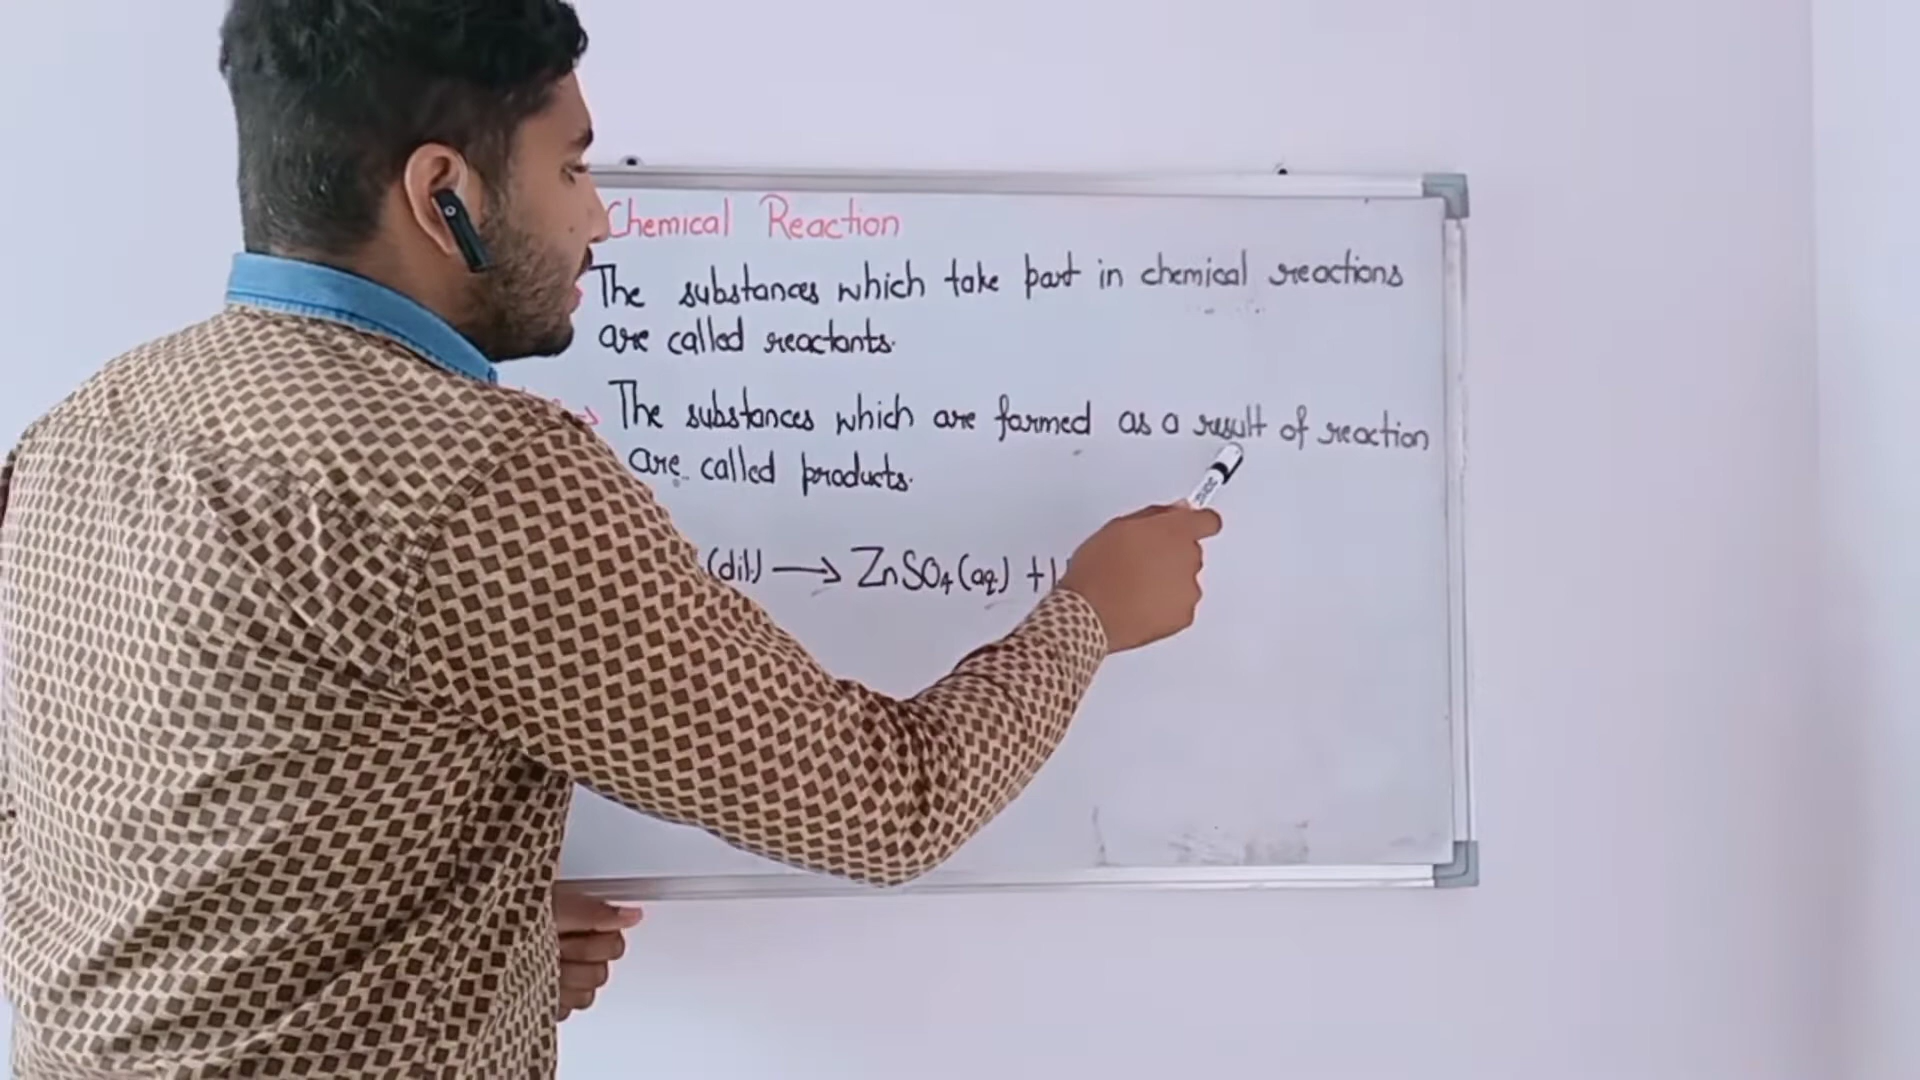 Chemical Reaction
The substances which take part in chemical reactions
are called reactants.
→ The substances which are formed as a result of reaction
are called products.
(dil.) → ZnSO₄(aq) +